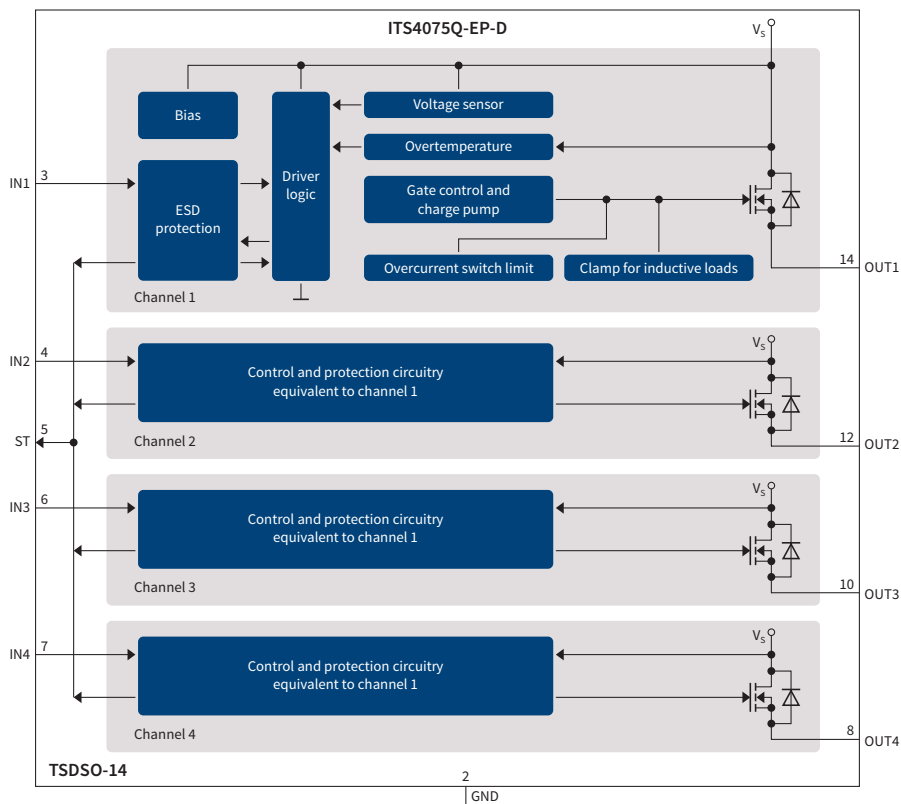 ITS4075Q-EP-D
Vs
Bias
Voltage sensor
Overtemperature
Driver
logic
IN1
3
ESD
protection
Gate control and
charge pump
Overcurrent switch limit
Clamp for inductive loads
14
OUT1
Channel 1
IN2
4
Vs
Control and protection circuitry
equivalent to channel 1
ST
5
Channel 2
12
OUT2
IN3
6
Vs
Control and protection circuitry
equivalent to channel 1
Channel 3
10
OUT3
IN4
7
Vs
Control and protection circuitry
equivalent to channel 1
Channel 4
8
OUT4
TSDSO-14
2
GND